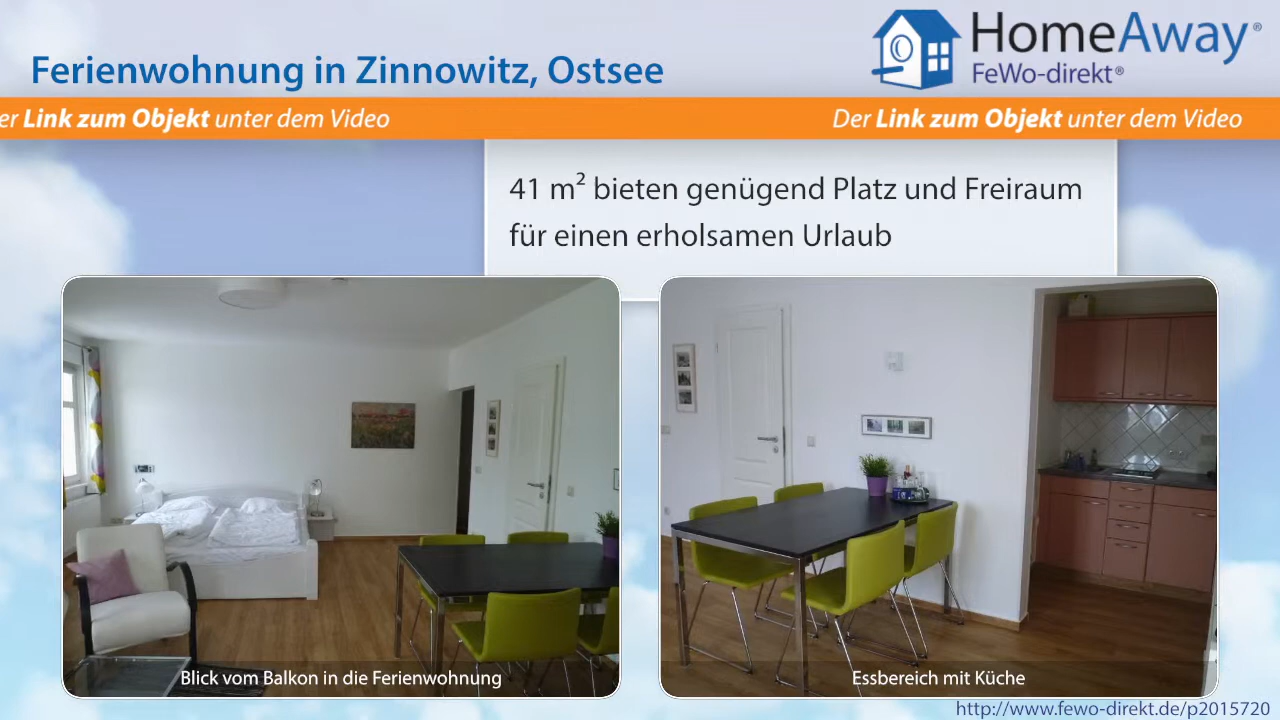 HomeAway®
FeWo-direkt®
Ferienwohnung in Zinnowitz, Ostsee
er Link zum Objekt unter dem Video
Der Link zum Objekt unter dem Video
41 m² bieten genügend Platz und Freiraum
für einen erholsamen Urlaub
Blick vom Balkon in die Ferienwohnung
Essbereich mit Küche
http://www.fewo-direkt.de/p2015720